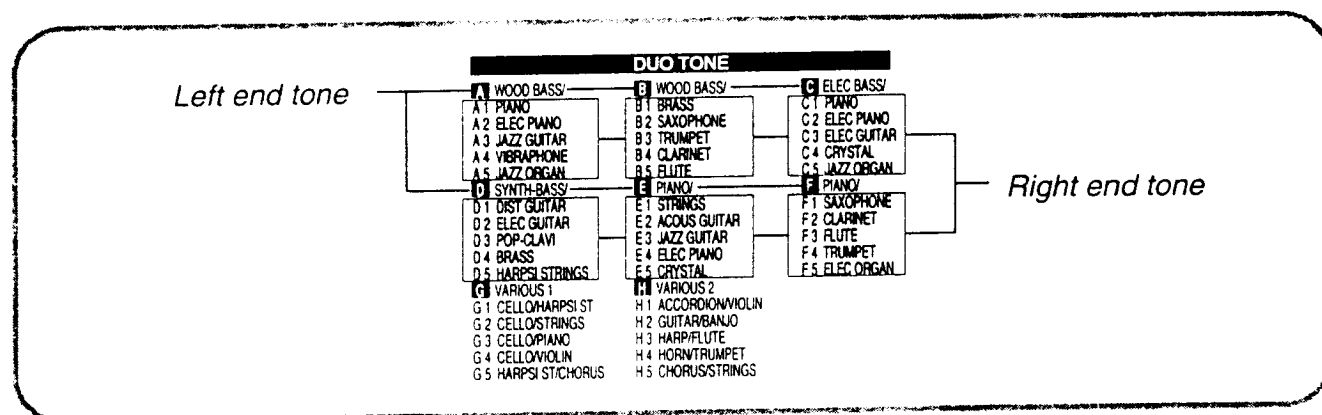 DUO TONE
Left end tone
A WOOD BASS/
A 1 PIANO
A 2 ELEC PIANO
A 3 JAZZ GUITAR
A 4 VIBRAPHONE
A 5 JAZZ ORGAN
B WOOD BASS/
B 1 BRASS
B 2 SAXOPHONE
B 3 TRUMPET
B 4 CLARINET
B 5 FLUTE
C ELEC BASS/
C 1 PIANO
C 2 ELEC PIANO
C 3 ELEC GUITAR
C 4 CRYSTAL
C 5 JAZZ ORGAN
D SYNTH-BASS/
D 1 DIST GUITAR
D 2 ELEC GUITAR
D 3 POP-CLAVI
D 4 BRASS
D 5 HARPSI STRINGS
E PIANO/
E 1 STRINGS
E 2 ACOUS GUITAR
E 3 JAZZ GUITAR
E 4 ELEC PIANO
E 5 CRYSTAL
F PIANO/
F 1 SAXOPHONE
F 2 CLARINET
F 3 FLUTE
F 4 TRUMPET
F 5 ELEC ORGAN
Right end tone
G VARIOUS 1
G 1 CELLO/HARPSI ST
G 2 CELLO/STRINGS
G 3 CELLO/PIANO
G 4 CELLO/VIOLIN
G 5 HARPSI ST/CHORUS
H VARIOUS 2
H 1 ACCORDION/VIOLIN
H 2 GUITAR/BANJO
H 3 HARP/FLUTE
H 4 HORN/TRUMPET
H 5 CHORUS/STRINGS